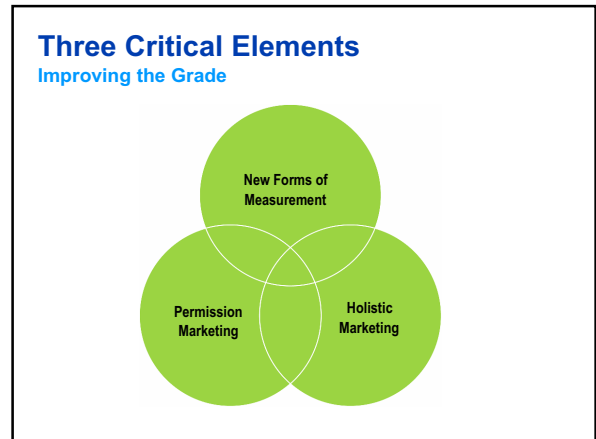 Three Critical Elements
Improving the Grade
New Forms of
Measurement
Permission
Marketing
Holistic
Marketing